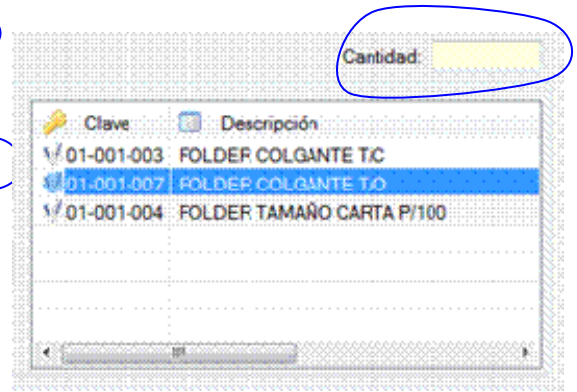 Cantidad:
Clave Descripción
01-001-003 FOLDER COLGANTE T.C
01-001-007 FOLDER COLGANTE T.O
01-001-004 FOLDER TAMAÑO CARTA P/100